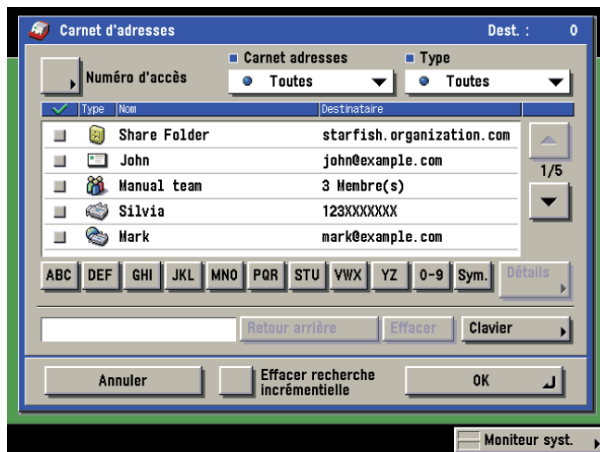 Carnet d'adresses Dest. : 0
Numéro d'accès
Carnet adresses
Toutes
Type
Toutes
Type Nom Destinataire
Share Folder starfish.organization.com
John john@example.com
Manual team 3 Membre(s)
Silvia 123XXXXXXX
Mark mark@example.com
1/5
ABC DEF GHI JKL MNO PQR STU VWX YZ 0-9 Sym. Détails
Retour arrière Effacer Clavier
Annuler
Effacer recherche
incrémentielle
OK
Moniteur syst.